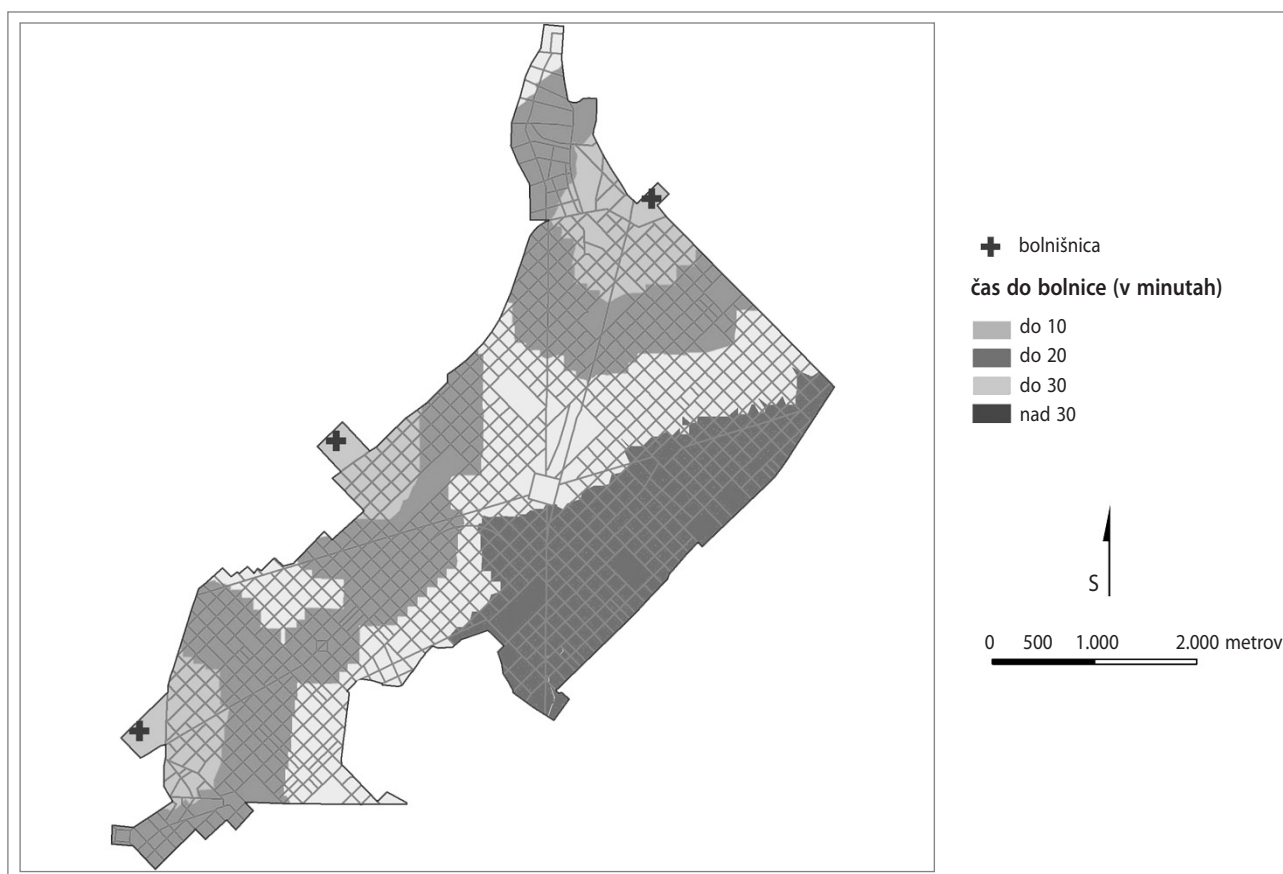 bolnišnica
čas do bolnice (v minutah)
do 10
do 20
do 30
nad 30
S
0 500 1.000 2.000 metrov